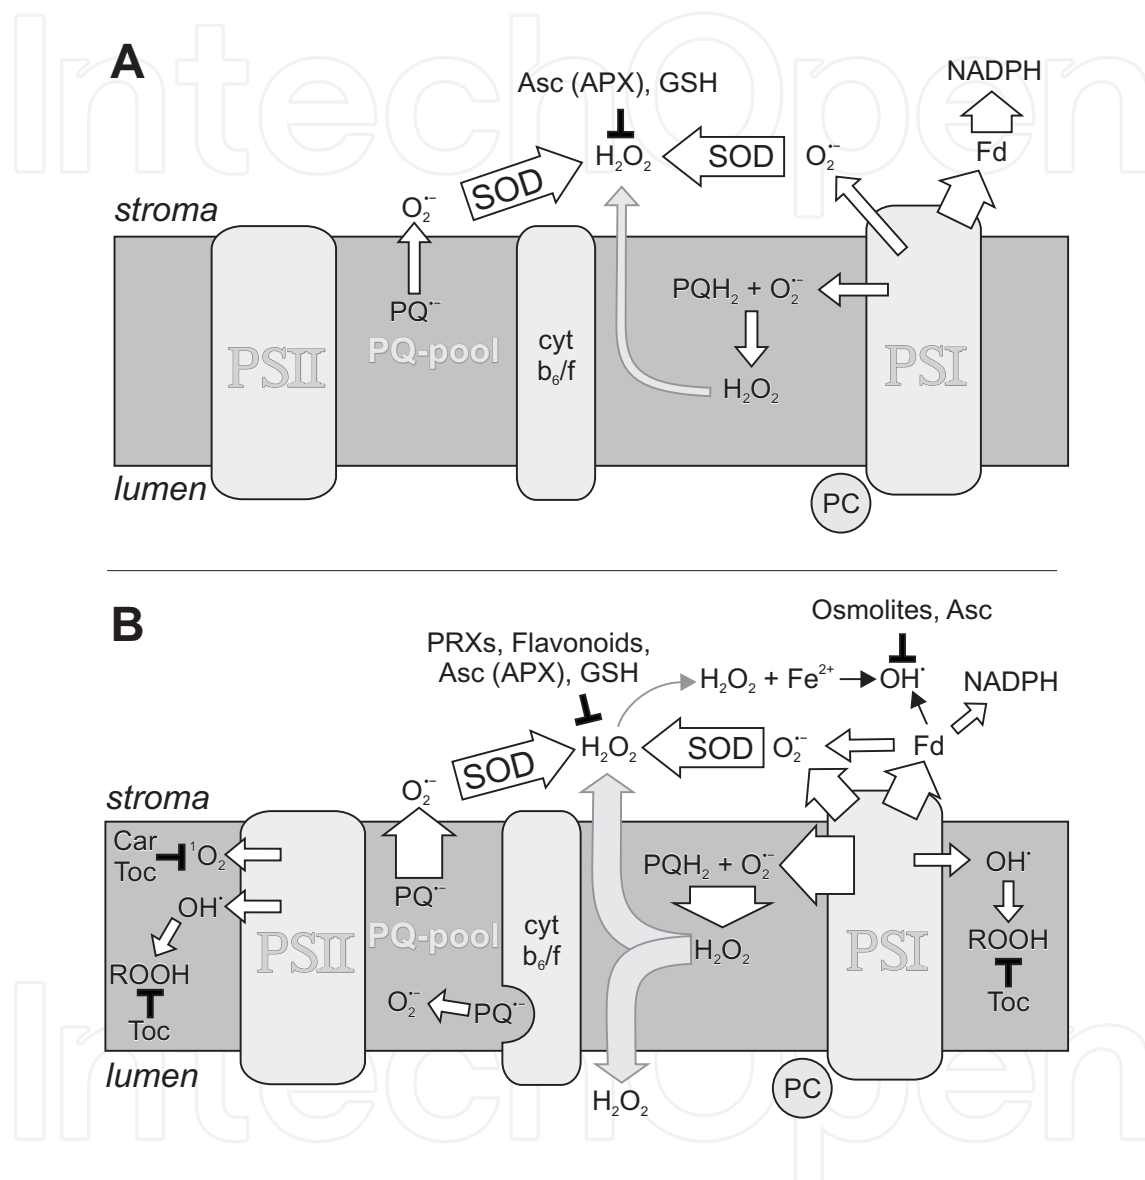 IntechOpen
A
NADPH
Asc (APX), GSH
Fd
H₂O₂
SOD
O₂•−
SOD
stroma
O₂•−
PQH₂ + O₂•−
PQ•−
cyt
b₆/f
PQ-pool
PSII
PSI
H₂O₂
lumen
PC
B
Osmolites, Asc
PRXs, Flavonoids,
Asc (APX), GSH
H₂O₂ + Fe²⁺
OH•
NADPH
H₂O₂
SOD
O₂•−
Fd
SOD
O₂•−
stroma
Car
Toc
¹O₂
PQH₂ + O₂•−
OH•
PQ•−
OH•
cyt
b₆/f
PQ-pool
PSII
H₂O₂
PSI
ROOH
ROOH
O₂•−
PQ•−
Toc
Toc
lumen
H₂O₂
PC
IntechOpen